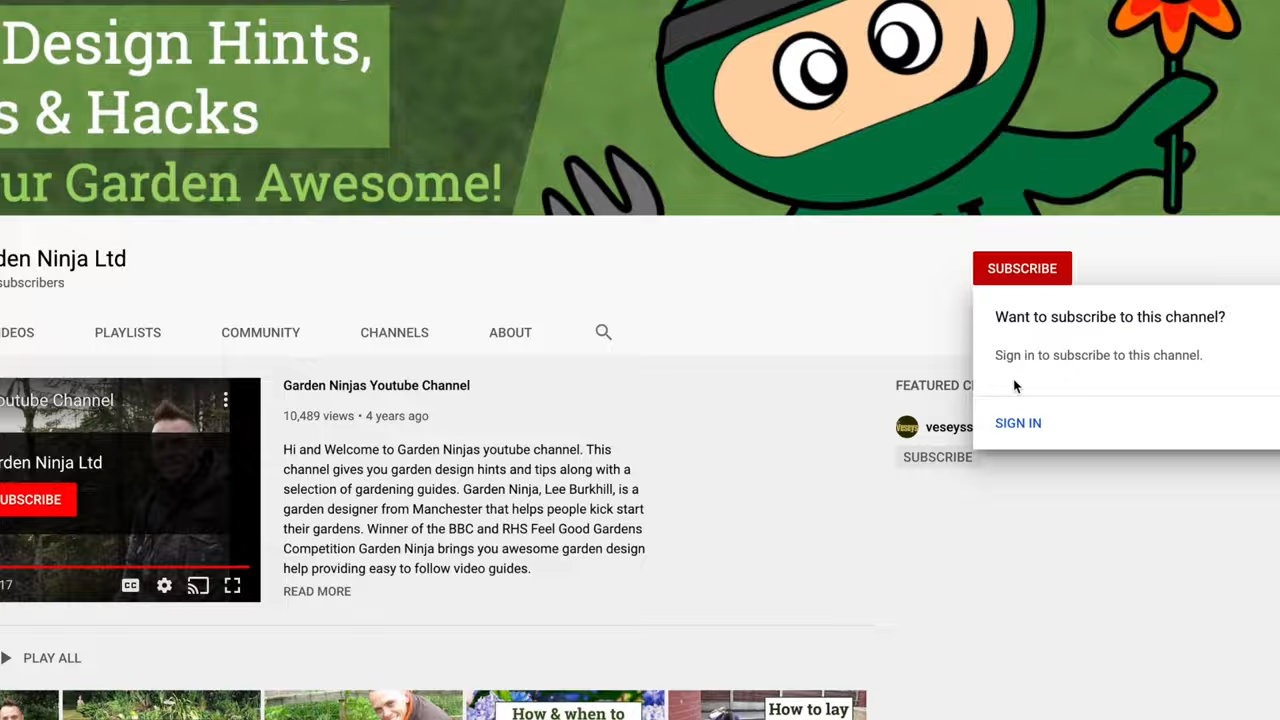 Design Hints,
s & Hacks
ur Garden Awesome!
den Ninja Ltd
subscribers
SUBSCRIBE
Want to subscribe to this channel?
Sign in to subscribe to this channel.
SIGN IN
DEOS
PLAYLISTS
COMMUNITY
CHANNELS
ABOUT
outube Channel
rden Ninja Ltd
UBSCRIBE
17
CC
Garden Ninjas Youtube Channel
10,489 views • 4 years ago
Hi and Welcome to Garden Ninjas youtube channel. This
channel gives you garden design hints and tips along with a
selection of gardening guides. Garden Ninja, Lee Burkhill, is a
garden designer from Manchester that helps people kick start
their gardens. Winner of the BBC and RHS Feel Good Gardens
Competition Garden Ninja brings you awesome garden design
help providing easy to follow video guides.
READ MORE
FEATURED C
Veseys
veseyss
SUBSCRIBE
PLAY ALL
How & when to
How to lay